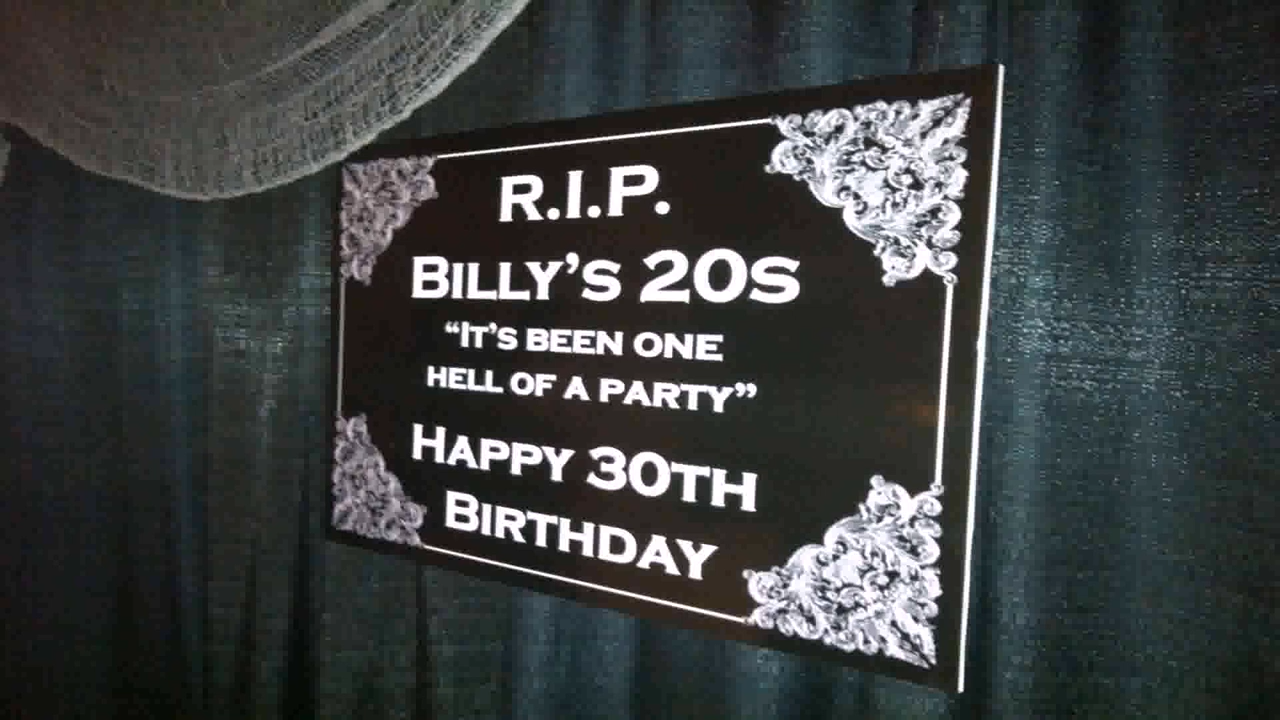 R.I.P.
BILLY'S 20S
"IT'S BEEN ONE
HELL OF A PARTY"
HAPPY 30TH
BIRTHDAY